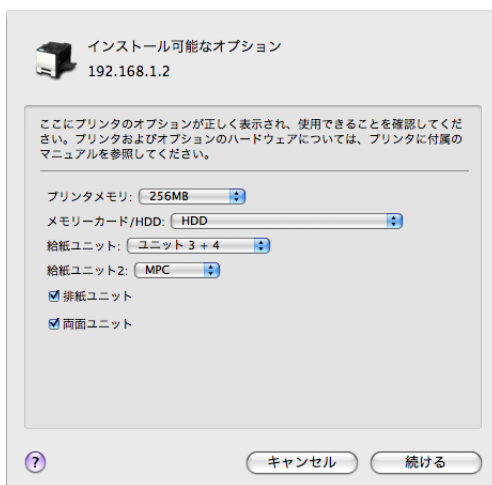 インストール可能なオプション
192.168.1.2
ここにプリンタのオプションが正しく表示され、使用できることを確認してくだ
さい。プリンタおよびオプションのハードウェアについては、プリンタに付属の
マニュアルを参照してください。
プリンタメモリ: 256MB
メモリーカード/HDD: HDD
給紙ユニット: ユニット 3 + 4
給紙ユニット2: MPC
排紙ユニット
両面ユニット
? キャンセル 続ける